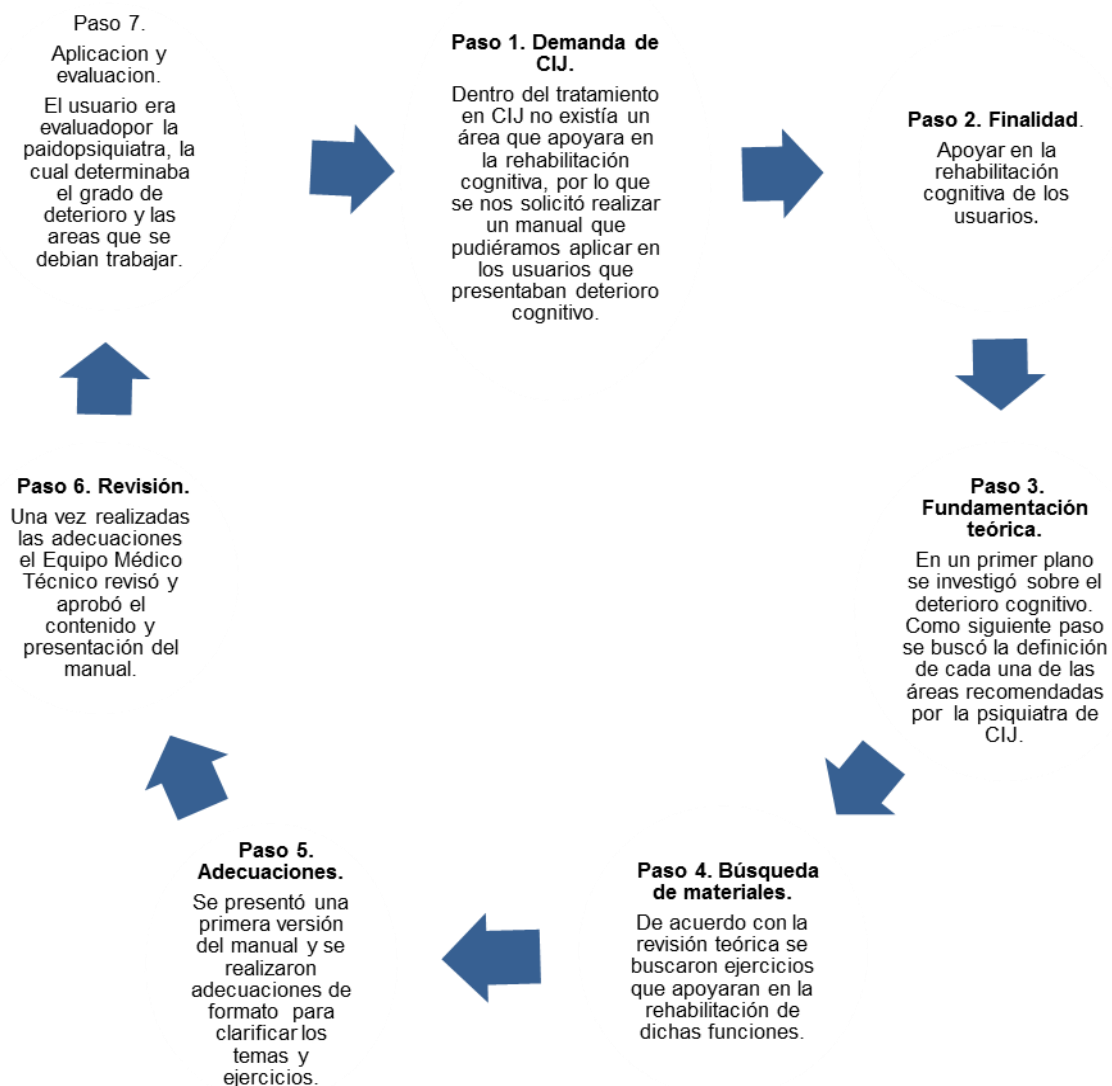 Paso 7.
Aplicacion y
evaluacion.
El usuario era
evaluadopor la
paidopsiquiatra, la
cual determinaba
el grado de
deterioro y las
areas que se
debian trabajar.
Paso 1. Demanda de
CIJ.
Dentro del tratamiento
en CIJ no existía un
área que apoyara en
la rehabilitación
cognitiva, por lo que
se nos solicitó realizar
un manual que
pudiéramos aplicar en
los usuarios que
presentaban deterioro
cognitivo.
Paso 2. Finalidad.
Apoyar en la
rehabilitación
cognitiva de los
usuarios.
Paso 3.
Fundamentación
teórica.
En un primer plano
se investigó sobre el
deterioro cognitivo.
Como siguiente paso
se buscó la definición
de cada una de las
áreas recomendadas
por la psiquiatra de
CIJ.
Paso 4. Búsqueda
de materiales.
De acuerdo con la
revisión teórica se
buscaron ejercicios
que apoyaran en la
rehabilitación de
dichas funciones.
Paso 5.
Adecuaciones.
Se presentó una
primera versión
del manual y se
realizaron
adecuaciones de
formato para
clarificar los
temas y
ejercicios.
Paso 6. Revisión.
Una vez realizadas
las adecuaciones
el Equipo Médico
Técnico revisó y
aprobó el
contenido y
presentación del
manual.